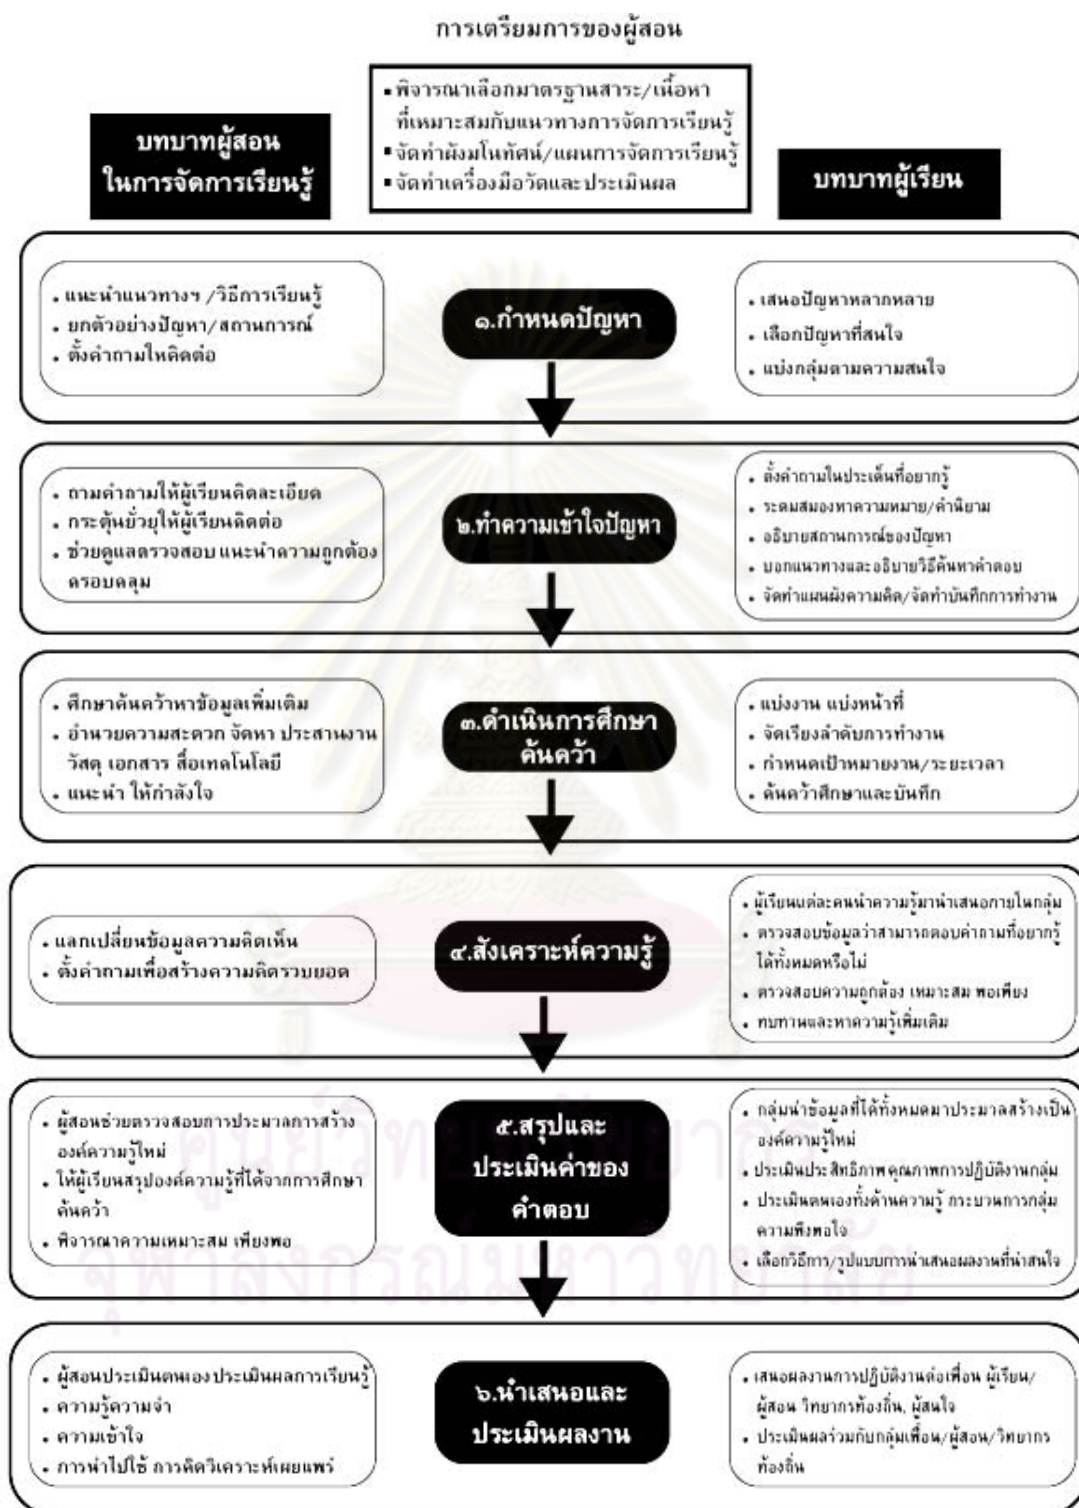 การเตรียมการของผู้สอน
▪ พิจารณาเลือกมาตรฐานสาระ/เนื้อหา
ที่เหมาะสมกับแนวทางการจัดการเรียนรู้
▪ จัดทำผังมโนทัศน์/แผนการจัดการเรียนรู้
▪ จัดทำเครื่องมือวัดและประเมินผล
บทบาทผู้สอน
ในการจัดการเรียนรู้
บทบาทผู้เรียน
• แนะนำแนวทางฯ /วิธีการเรียนรู้
• ยกตัวอย่างปัญหา/สถานการณ์
• ตั้งคำถามใหคิดต่อ
๑.กำหนดปัญหา
• เสนอปัญหาหลากหลาย
• เลือกปัญหาที่สนใจ
• แบ่งกลุ่มตามความสนใจ
• ถามคำถามให้ผู้เรียนคิดละเอียด
• กระตุ้นยั่วยุให้ผู้เรียนคิดต่อ
• ช่วยดูแลตรวจสอบ แนะนำความถูกต้อง
ครอบคลุม
๒.ทำความเข้าใจปัญหา
• ตั้งคำถามในประเด็นที่อยากรู้
• ระดมสมองหาความหมาย/คำนิยาม
• อธิบายสถานการณ์ของปัญหา
• บอกแนวทางและอธิบายวิธีค้นหาคำตอบ
• จัดทำแผนผังความคิด/จัดทำบันทึกการทำงาน
• ศึกษาค้นคว้าหาข้อมูลเพิ่มเติม
• อำนวยความสะดวก จัดหา ประสานงาน
วัสดุ เอกสาร สื่อเทคโนโลยี
• แนะนำ ให้กำลังใจ
๓.ดำเนินการศึกษา
ค้นคว้า
• แบ่งงาน แบ่งหน้าที่
• จัดเรียงลำดับการทำงาน
• กำหนดเป้าหมายงาน/ระยะเวลา
• ค้นคว้าศึกษาและบันทึก
• แลกเปลี่ยนข้อมูลความคิดเห็น
• ตั้งคำถามเพื่อสร้างความคิดรวบยอด
๔.สังเคราะห์ความรู้
• ผู้เรียนแต่ละคนนำความรู้มานำเสนอภายในกลุ่ม
• ตรวจสอบข้อมูลว่าสามารถตอบคำถามที่อยากรู้
ได้ทั้งหมดหรือไม่
• ตรวจสอบความถูกต้อง เหมาะสม พอเพียง
• ทบทวนและหาความรู้เพิ่มเติม
• ผู้สอนช่วยตรวจสอบการประมวลการสร้าง
องค์ความรู้ใหม่
• ให้ผู้เรียนสรุปองค์ความรู้ที่ได้จากการศึกษา
ค้นคว้า
• พิจารณาความเหมาะสม เพียงพอ
๕.สรุปและ
ประเมินค่าของ
คำตอบ
• กลุ่มนำข้อมูลที่ได้ทั้งหมดมาประมวลสร้างเป็น
องค์ความรู้ใหม่
• ประเมินประสิทธิภาพคุณภาพการปฏิบัติงานกลุ่ม
• ประเมินตนเองทั้งด้านความรู้ กระบวนการกลุ่ม
ความพึงพอใจ
• เลือกวิธีการ/รูปแบบการนำเสนอผลงานที่น่าสนใจ
ศูนย์วิทยทรัพยากร
จุฬาลงกรณ์มหาวิทยาลัย
• ผู้สอนประเมินตนเอง ประเมินผลการเรียนรู้
• ความรู้ความจำ
• ความเข้าใจ
• การนำไปใช้ การคิดวิเคราะห์เผยแพร่
๖.นำเสนอและ
ประเมินผลงาน
• เสนอผลงานการปฏิบัติงานต่อเพื่อน ผู้เรียน/
ผู้สอน วิทยากรท้องถิ่น, ผู้สนใจ
• ประเมินผลร่วมกับกลุ่มเพื่อน/ผู้สอน/วิทยากร
ท้องถิ่น